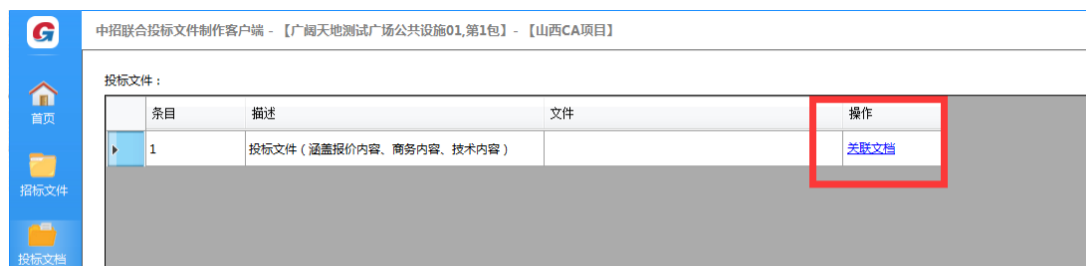 中招联合投标文件制作客户端 - 【广阔天地测试广场公共设施01,第1包】 - 【山西CA项目】
投标文件：
首页
招标文件
投标文档
条目 描述 文件 操作
1 投标文件（涵盖报价内容、商务内容、技术内容） 关联文档